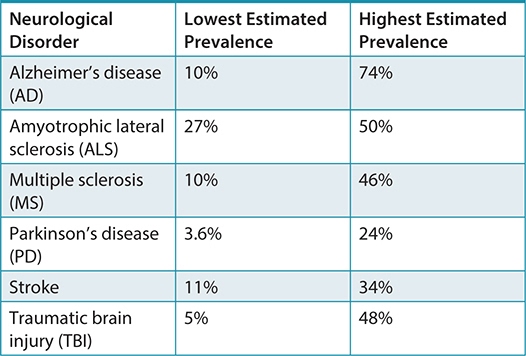 Neurological Disorder Lowest Estimated Prevalence Highest Estimated Prevalence
Alzheimer's disease (AD) 10% 74%
Amyotrophic lateral sclerosis (ALS) 27% 50%
Multiple sclerosis (MS) 10% 46%
Parkinson's disease (PD) 3.6% 24%
Stroke 11% 34%
Traumatic brain injury (TBI) 5% 48%